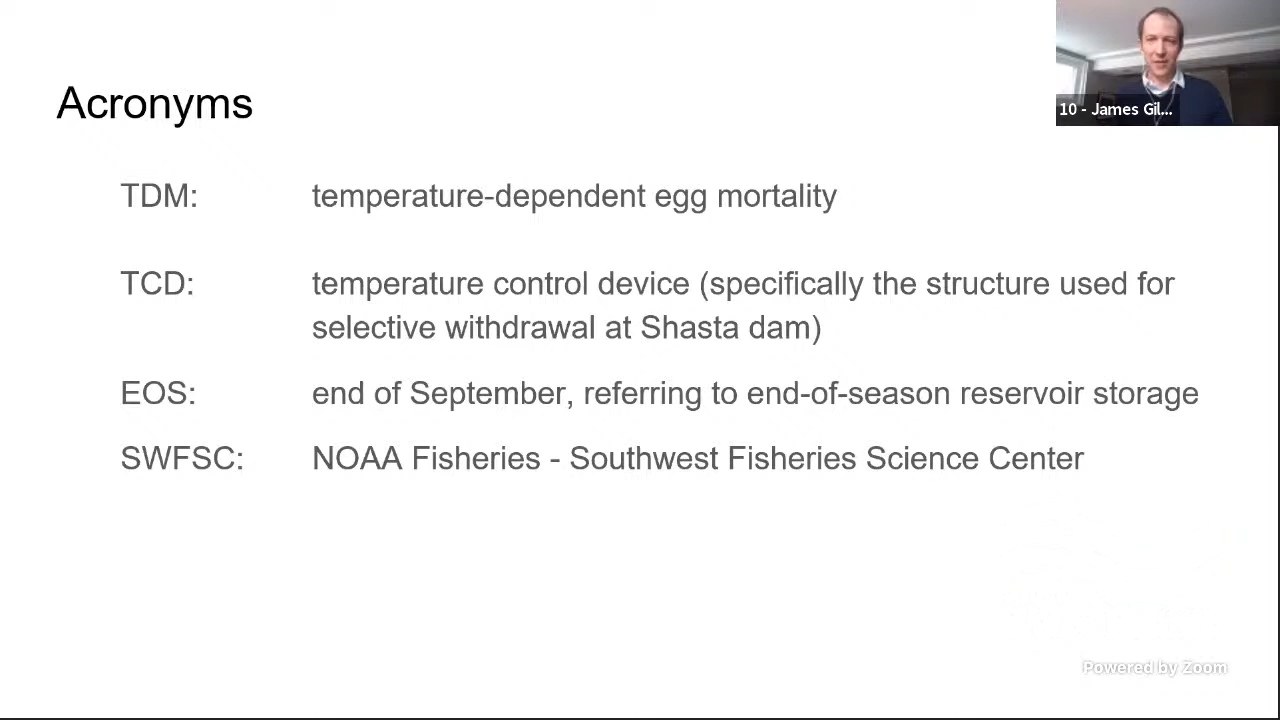 Acronyms
10 - James Gil...
TDM: temperature-dependent egg mortality
TCD: temperature control device (specifically the structure used for
selective withdrawal at Shasta dam)
EOS: end of September, referring to end-of-season reservoir storage
SWFSC: NOAA Fisheries - Southwest Fisheries Science Center
Powered by Zoom